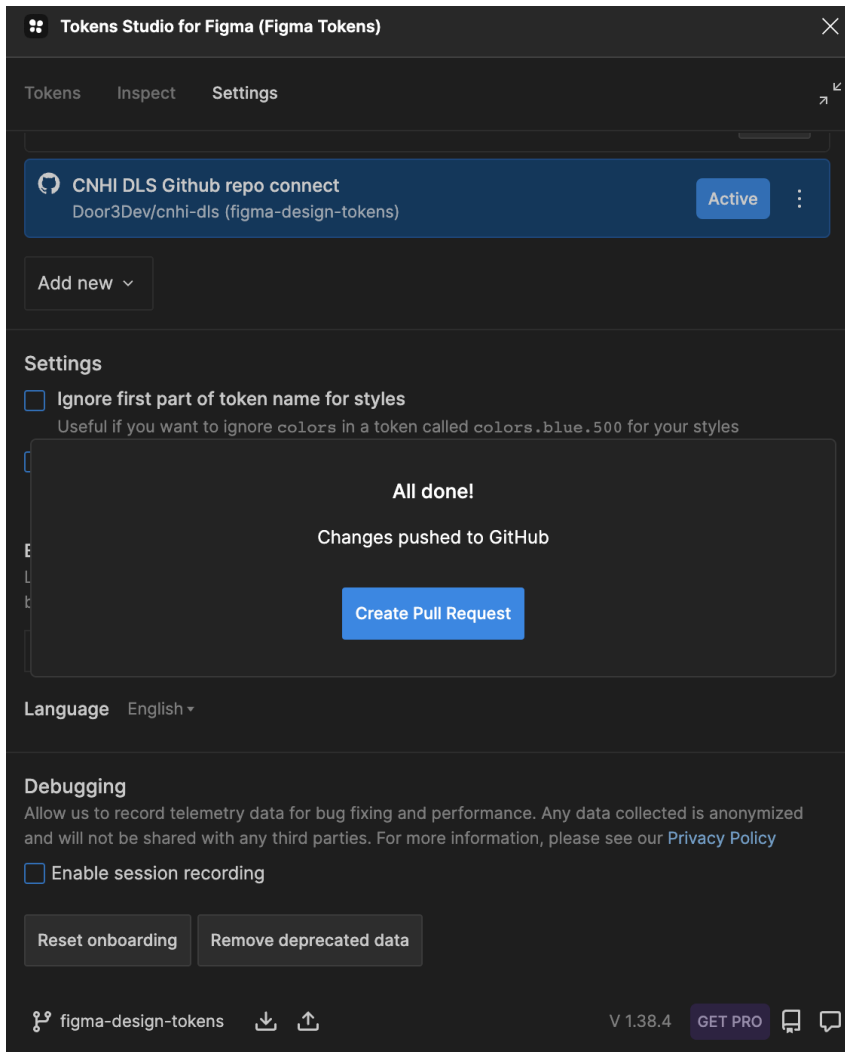 Tokens Studio for Figma (Figma Tokens)
Tokens Inspect Settings
CNHI DLS Github repo connect
Door3Dev/cnhi-dls (figma-design-tokens)
Active
Add new
Settings
Ignore first part of token name for styles
Useful if you want to ignore colors in a token called colors.blue.500 for your styles
All done!
Changes pushed to GitHub
Create Pull Request
Language English
Debugging
Allow us to record telemetry data for bug fixing and performance. Any data collected is anonymized
and will not be shared with any third parties. For more information, please see our Privacy Policy
Enable session recording
Reset onboarding Remove deprecated data
figma-design-tokens V 1.38.4 GET PRO